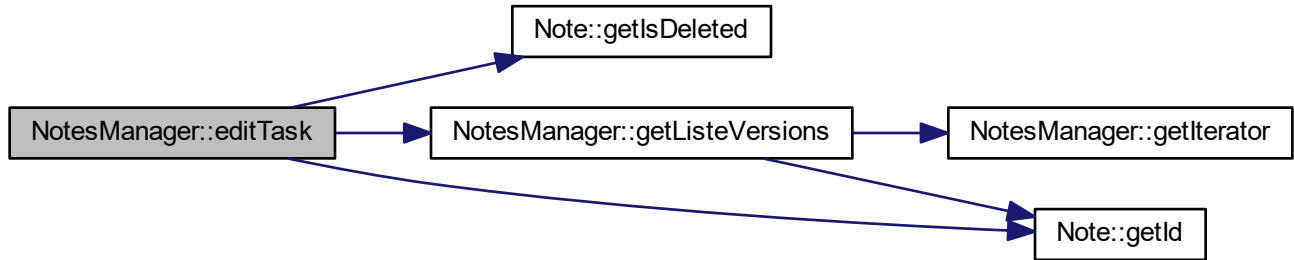 Note::getIsDeleted
NotesManager::editTask
NotesManager::getListeVersions
NotesManager::getIterator
Note::getId